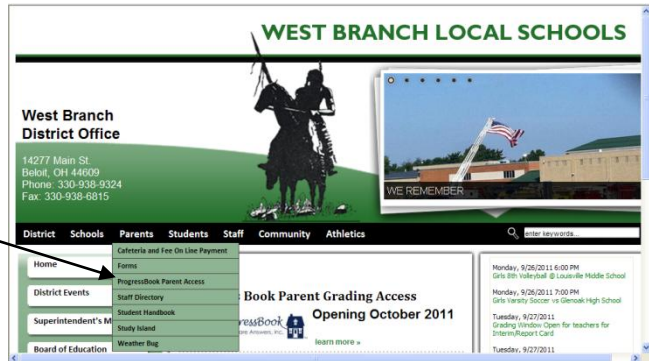 WEST BRANCH LOCAL SCHOOLS
West Branch
District Office
14277 Main St.
Beloit, OH 44609
Phone: 330-938-9324
Fax: 330-938-6815
WE REMEMBER
District Schools Parents Students Staff Community Athletics
enter keywords...
Cafeteria and Fee On Line Payment
Forms
ProgressBook Parent Access
Staff Directory
Student Handbook
Study Island
Weather Bug
Home
District Events
Superintendent's M
Board of Education
Book Parent Grading Access
Opening October 2011
learn more »
Monday, 9/26/2011 6:00 PM
Girls 8th Volleyball @ Louisville Middle School
Monday, 9/26/2011 7:00 PM
Girls Varsity Soccer vs Glenoak High School
Tuesday, 9/27/2011
Grading Window Open for teachers for
Interim/Report Card
Tuesday, 9/27/2011